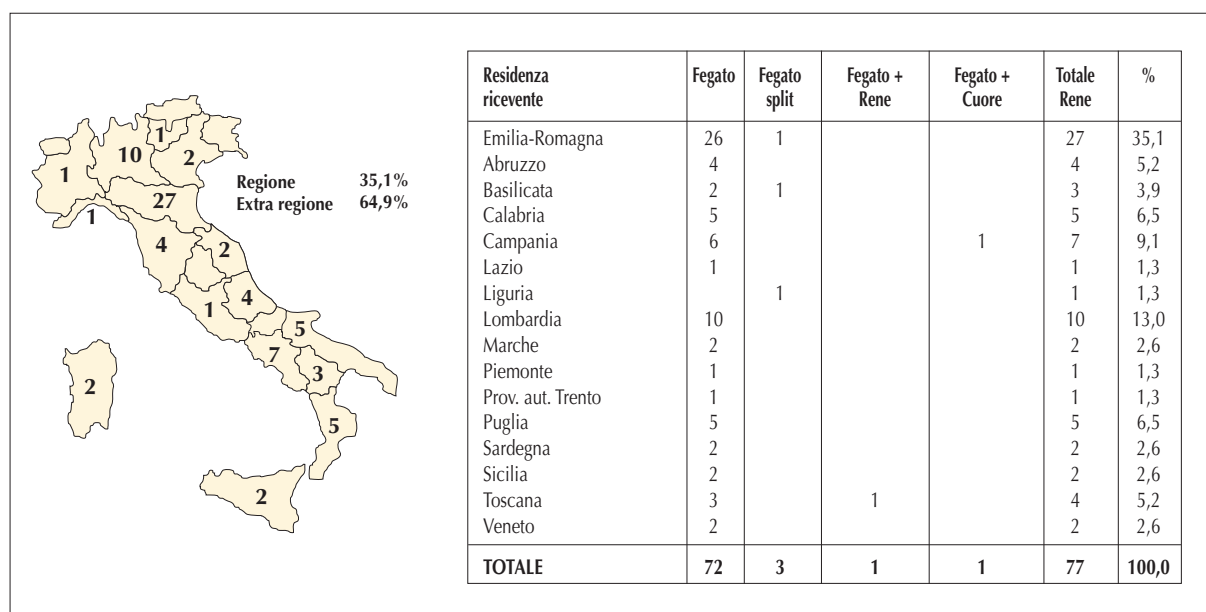 1
10
1
2
1
27
Regione 35,1%
Extra regione 64,9%
4
2
1
4
5
7
3
2
5
2
Residenza ricevente Fegato Fegato split Fegato + Rene Fegato + Cuore Totale Rene %
Emilia-Romagna 26 1 27 35,1
Abruzzo 4 4 5,2
Basilicata 2 1 3 3,9
Calabria 5 5 6,5
Campania 6 1 7 9,1
Lazio 1 1 1,3
Liguria 1 1 1,3
Lombardia 10 10 13,0
Marche 2 2 2,6
Piemonte 1 1 1,3
Prov. aut. Trento 1 1 1,3
Puglia 5 5 6,5
Sardegna 2 2 2,6
Sicilia 2 2 2,6
Toscana 3 1 4 5,2
Veneto 2 2 2,6
TOTALE 72 3 1 1 77 100,0